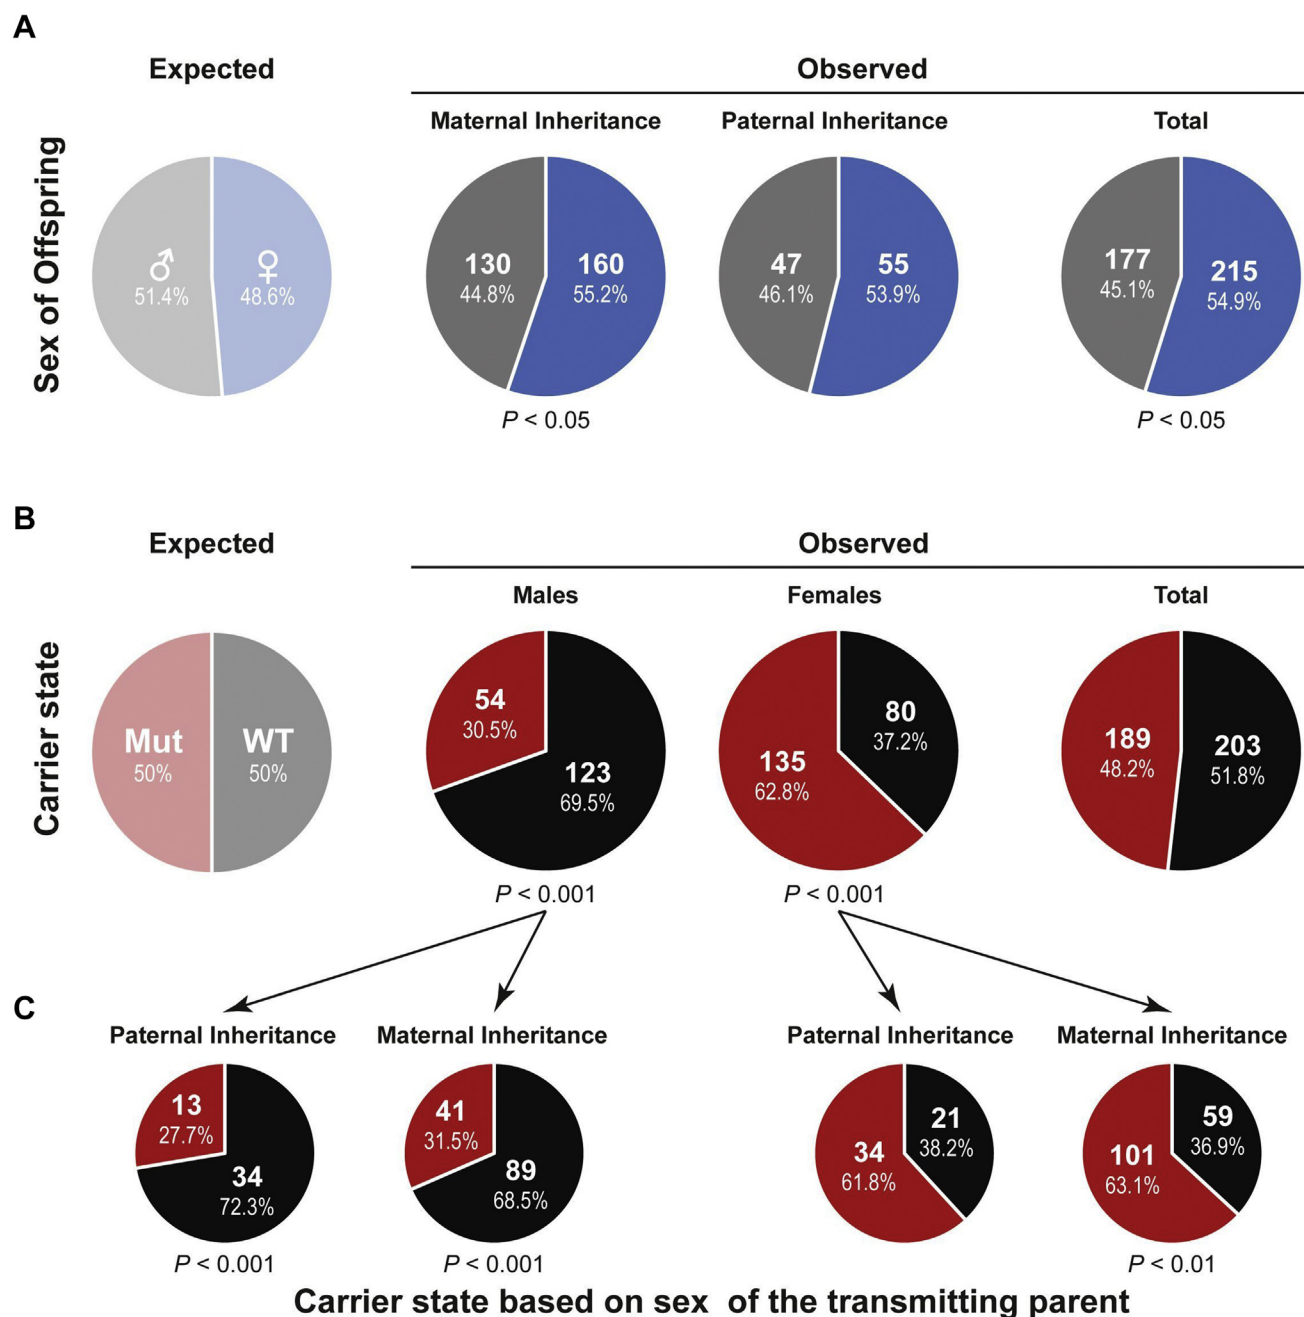 A
Expected
Observed
Maternal Inheritance
Paternal Inheritance
Total
Sex of Offspring
♂
51.4%
♀
48.6%
130
44.8%
160
55.2%
47
46.1%
55
53.9%
177
45.1%
215
54.9%
P < 0.05
P < 0.05
B
Expected
Observed
Males
Females
Total
Carrier state
Mut
50%
WT
50%
54
30.5%
123
69.5%
80
37.2%
135
62.8%
189
48.2%
203
51.8%
P < 0.001
P < 0.001
C
Paternal Inheritance
Maternal Inheritance
Paternal Inheritance
Maternal Inheritance
13
27.7%
34
72.3%
41
31.5%
89
68.5%
21
38.2%
34
61.8%
59
36.9%
101
63.1%
P < 0.001
P < 0.001
P < 0.01
Carrier state based on sex of the transmitting parent